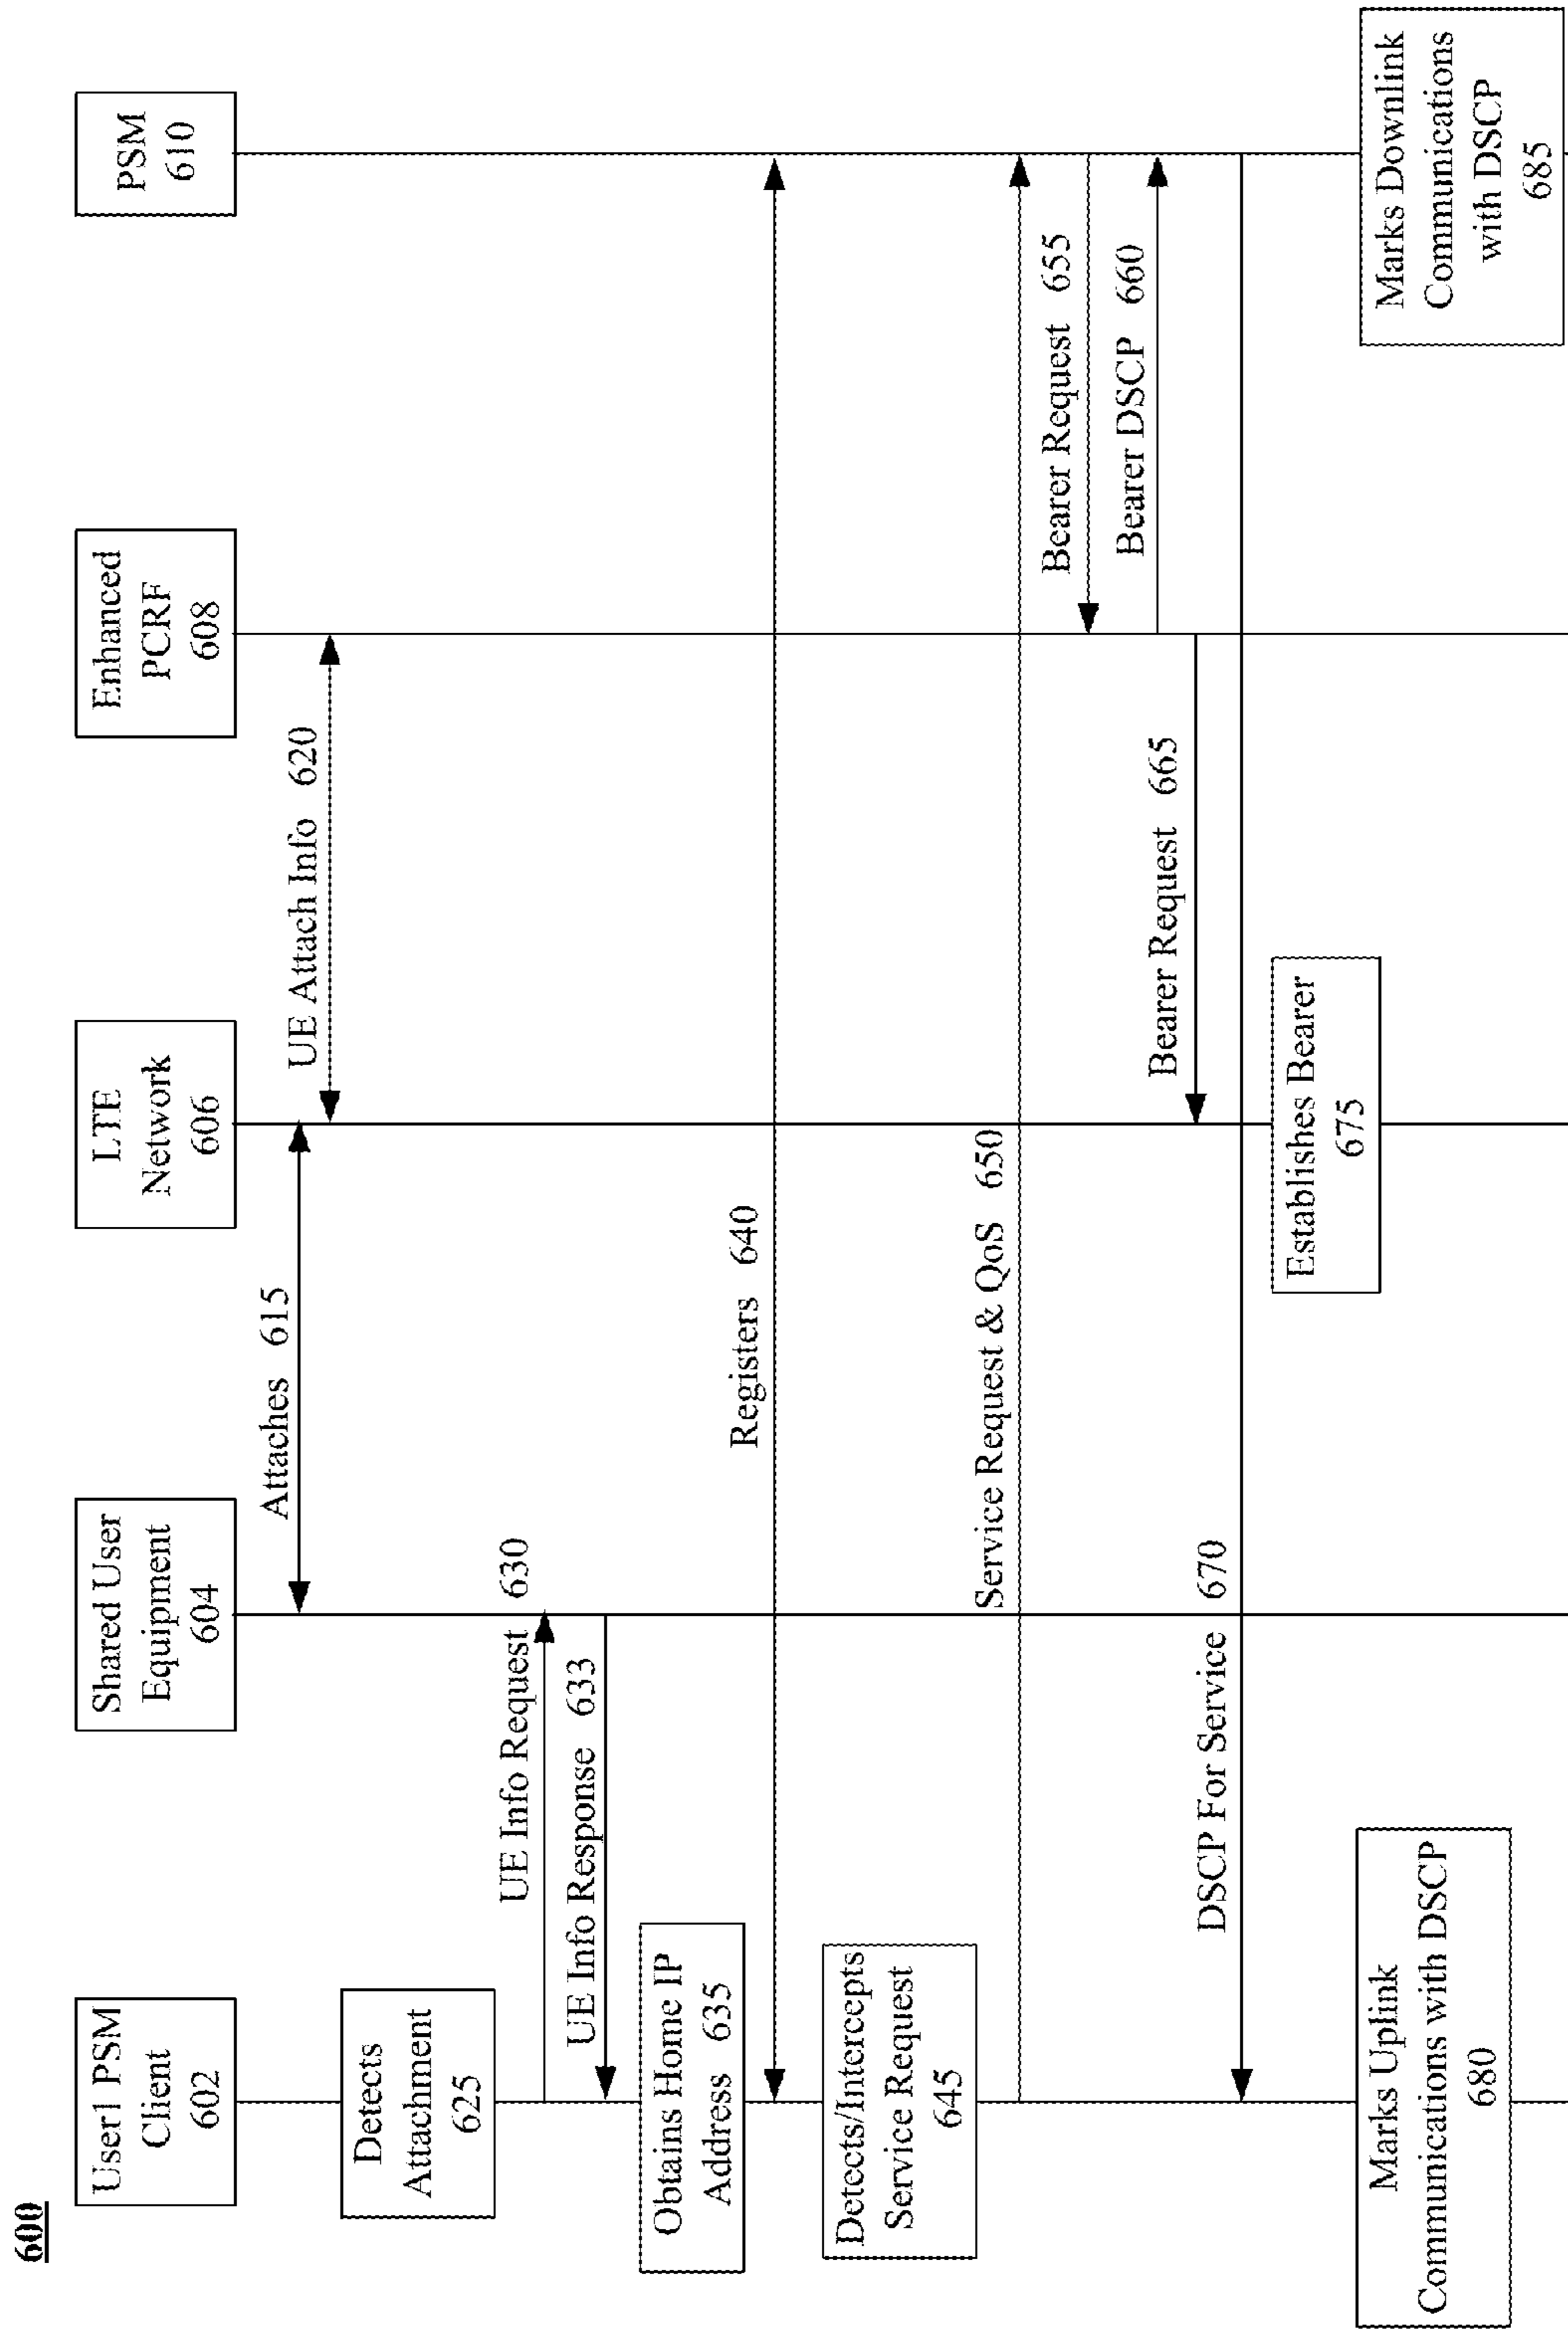 600
User1 PSM
Client
602
Shared User
Equipment
604
LTE
Network
606
Enhanced
PCRF
608
PSM
610
Attaches 615
UE Attach Info 620
Detects
Attachment
625
UE Info Request 630
UE Info Response 633
Obtains Home IP
Address 635
Registers 640
Detects/Intercepts
Service Request
645
Service Request & QoS 650
Bearer Request 655
Bearer DSCP 660
Bearer Request 665
DSCP For Service 670
Establishes Bearer
675
Marks Uplink
Communications with DSCP
680
Marks Downlink
Communications
with DSCP
685